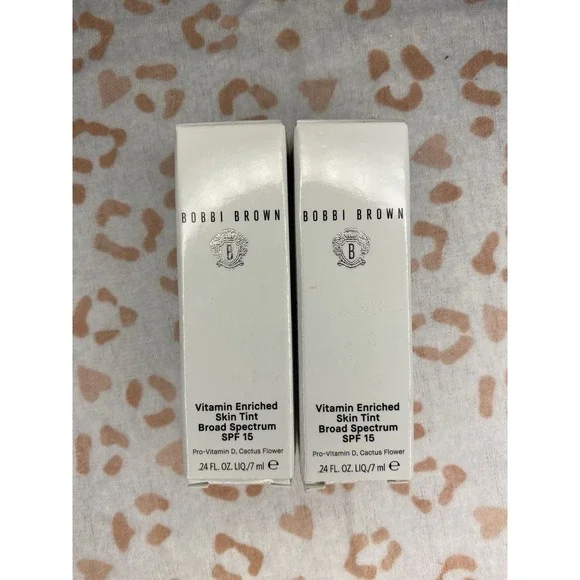 BOBBI BROWN
B
Vitamin Enriched
Skin Tint
Broad Spectrum
SPF 15
Pro-Vitamin D, Cactus Flower
.24 FL. OZ. LIQ./7 ml ℮
BOBBI BROWN
B
Vitamin Enriched
Skin Tint
Broad Spectrum
SPF 15
Pro-Vitamin D, Cactus Flower
.24 FL. OZ. LIQ./7 ml ℮